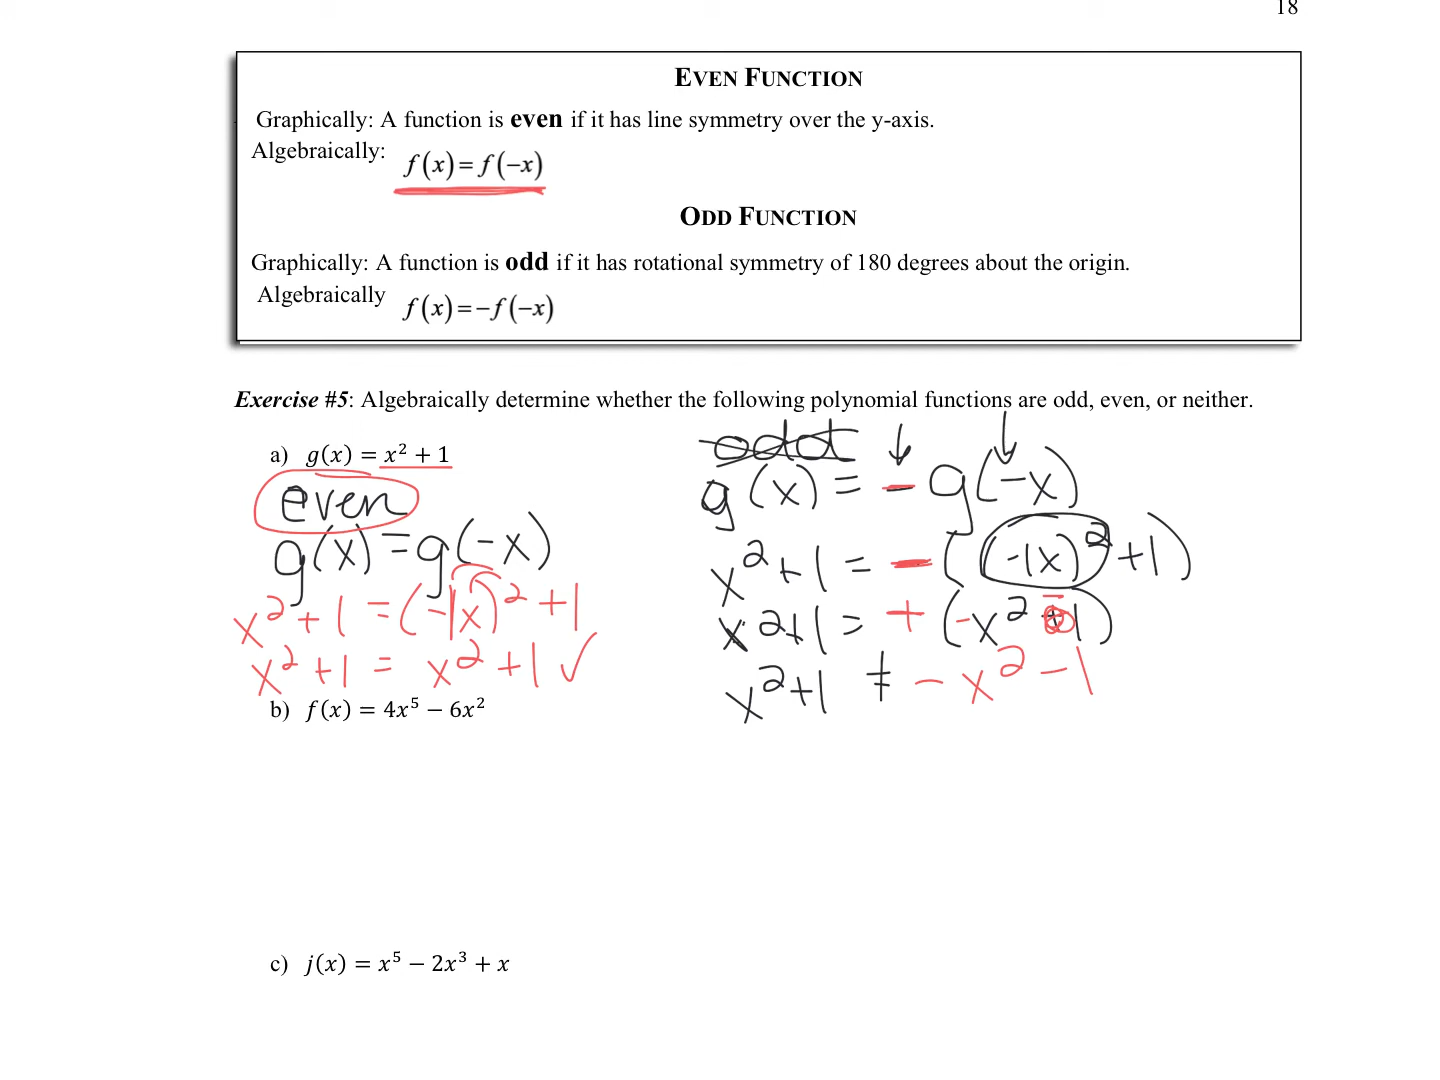 18
EVEN FUNCTION
Graphically: A function is even if it has line symmetry over the y-axis.
Algebraically: f(x)=f(−x)
ODD FUNCTION
Graphically: A function is odd if it has rotational symmetry of 180 degrees about the origin.
Algebraically f(x)=−f(−x)
Exercise #5: Algebraically determine whether the following polynomial functions are odd, even, or neither.
a) g(x) = x² + 1
even
g(x) = g(-x)
x² + 1 = (-1x)² + 1
x² + 1 = x² + 1 ✓
odd
g(x) = - g(-x)
x² + 1 = - ((-1x)² + 1)
x² + 1 = + (-x² - 1)
x² + 1 ≠ - x² - 1
b) f(x) = 4x⁵ − 6x²
c) j(x) = x⁵ − 2x³ + x